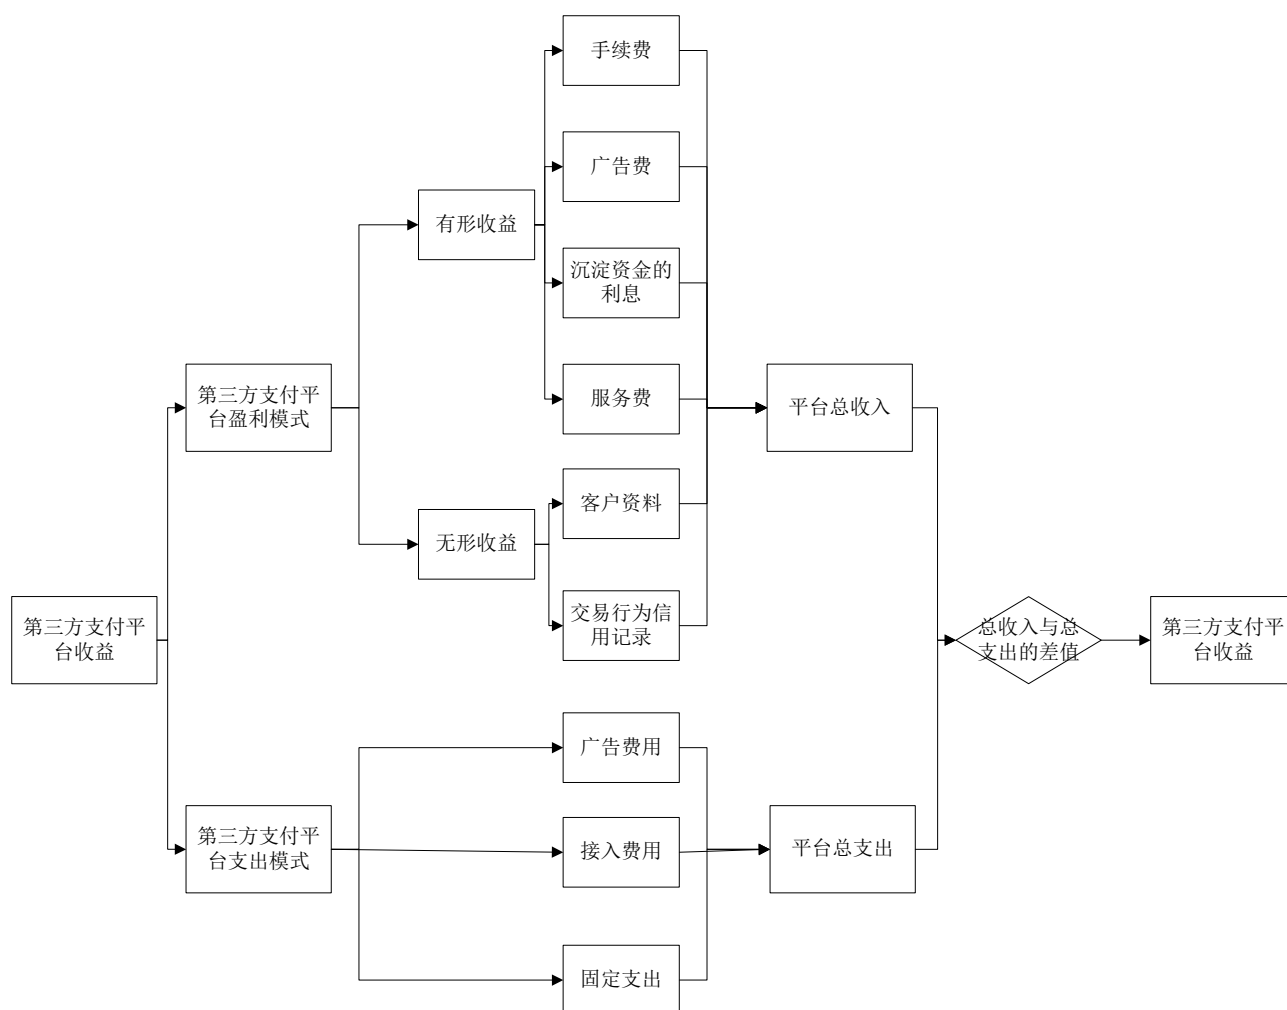 手续费
广告费
有形收益
沉淀资金的
利息
第三方支付平
台盈利模式
服务费
平台总收入
客户资料
无形收益
交易行为信
用记录
第三方支付平
台收益
总收入与总
支出的差值
第三方支付平
台收益
广告费用
第三方支付平
台支出模式
接入费用
平台总支出
固定支出